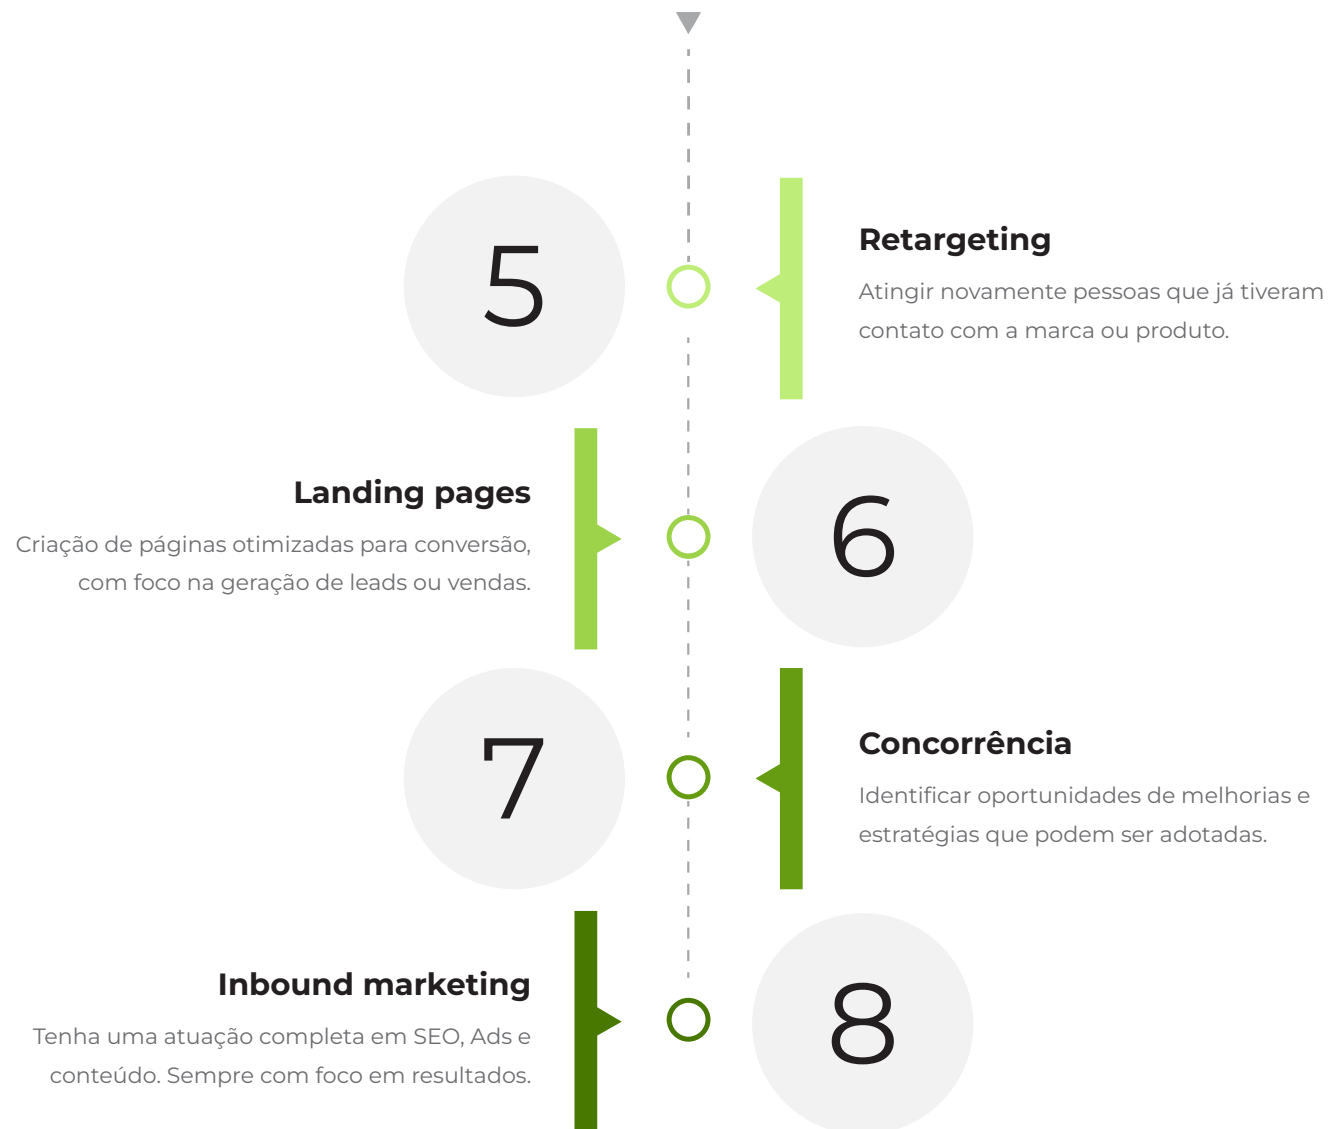 5
Retargeting
Atingir novamente pessoas que já tiveram
contato com a marca ou produto.
Landing pages
Criação de páginas otimizadas para conversão,
com foco na geração de leads ou vendas.
6
7
Concorrência
Identificar oportunidades de melhorias e
estratégias que podem ser adotadas.
Inbound marketing
Tenha uma atuação completa em SEO, Ads e
conteúdo. Sempre com foco em resultados.
8